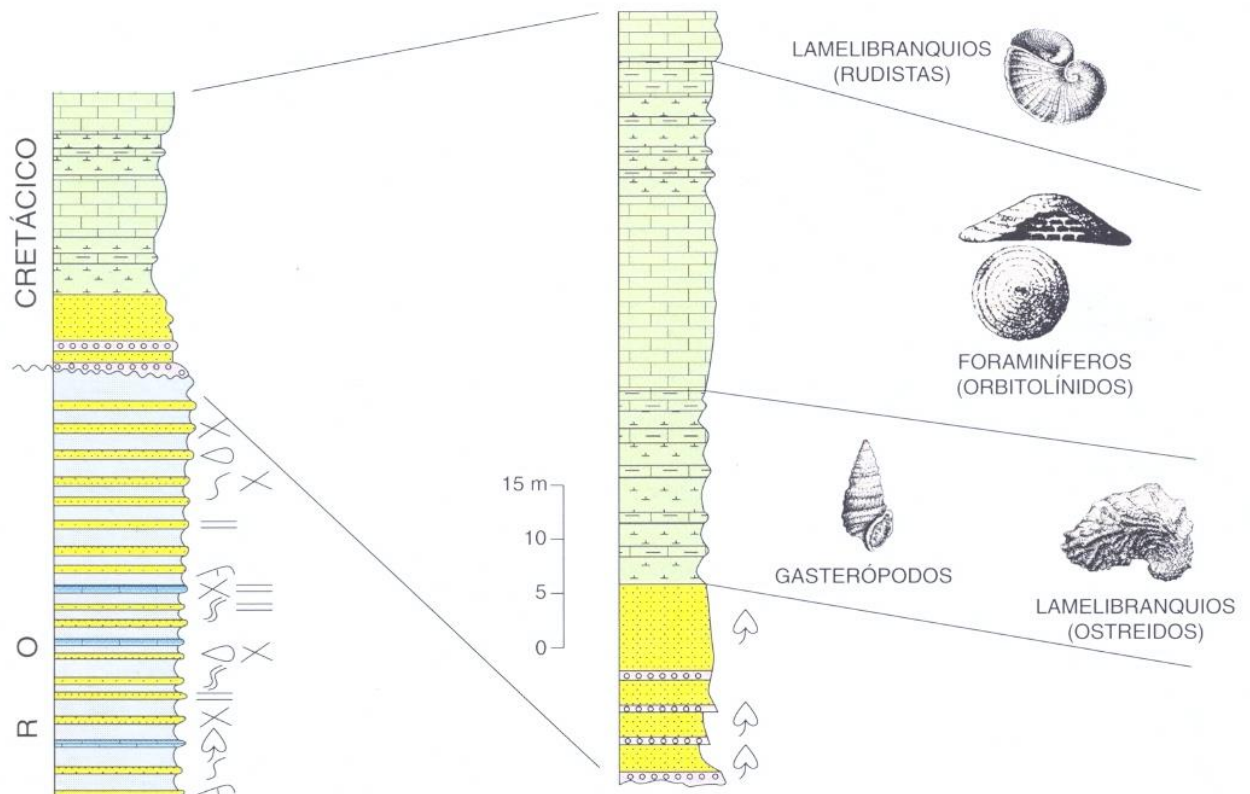 CRETÁCICO
R O
LAMELIBRANQUIOS
(RUDISTAS)
FORAMINÍFEROS
(ORBITOLÍNIDOS)
15 m
10
5
0
GASTERÓPODOS
LAMELIBRANQUIOS
(OSTREIDOS)